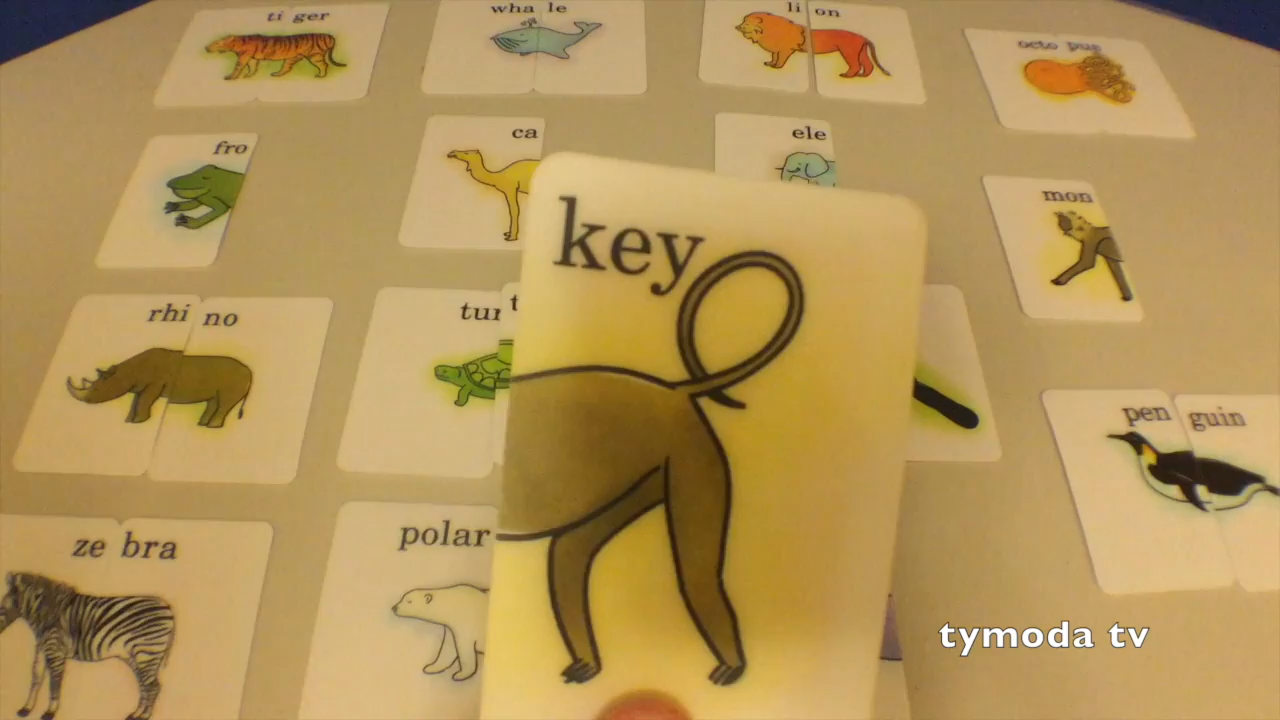 ti ger
wha le
li on
octo pus
fro
ca
ele
mon
key
rhi no
tur t
pen guin
ze bra
polar
tymoda tv